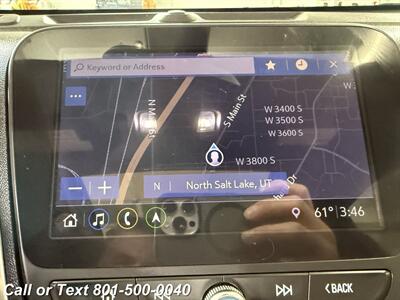 Keyword or Address
S Main St
W 3400 S
W 3500 S
W 3600 S
W 3800 S
N
North Salt Lake, UT
61° 3:46
BACK
Call or Text 801-500-0040